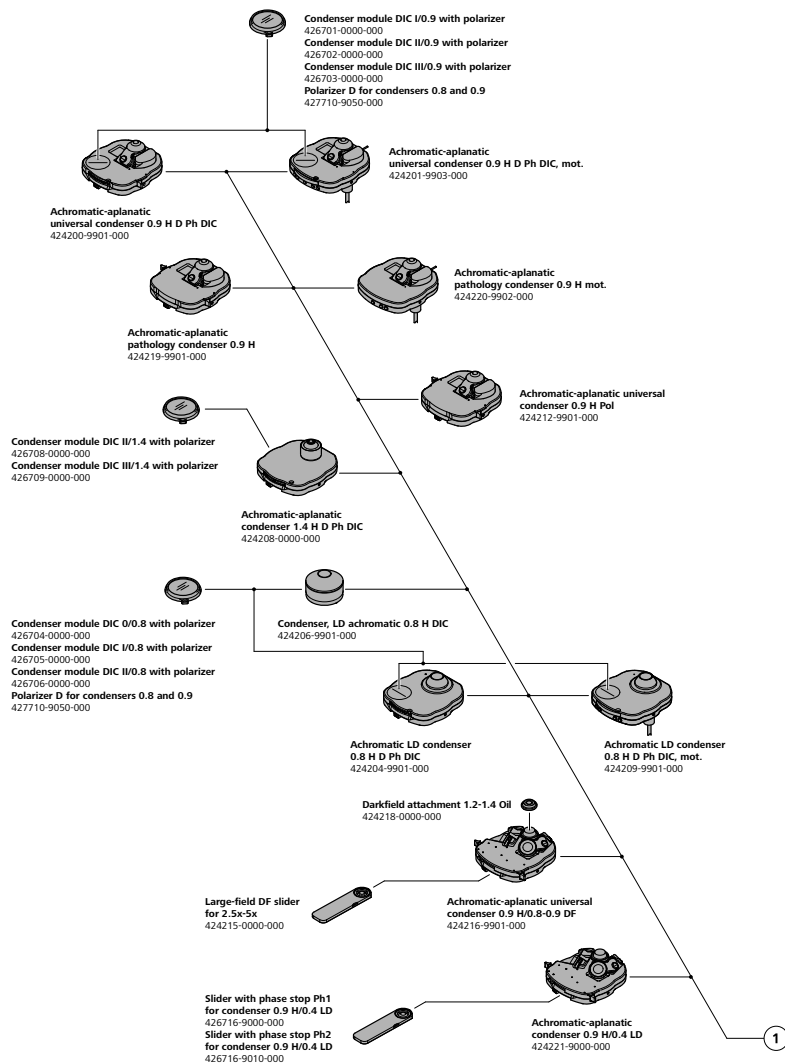 Condenser module DIC I/0.9 with polarizer
426701-0000-000
Condenser module DIC II/0.9 with polarizer
426702-0000-000
Condenser module DIC III/0.9 with polarizer
426703-0000-000
Polarizer D for condensers 0.8 and 0.9
427710-9050-000
Achromatic-aplanatic
universal condenser 0.9 H D Ph DIC, mot.
424201-9903-000
Achromatic-aplanatic
universal condenser 0.9 H D Ph DIC
424200-9901-000
Achromatic-aplanatic
pathology condenser 0.9 H mot.
424220-9902-000
Achromatic-aplanatic
pathology condenser 0.9 H
424219-9901-000
Achromatic-aplanatic universal
condenser 0.9 H Pol
424212-9901-000
Condenser module DIC II/1.4 with polarizer
426708-0000-000
Condenser module DIC III/1.4 with polarizer
426709-0000-000
Achromatic-aplanatic
condenser 1.4 H D Ph DIC
424208-0000-000
Condenser module DIC 0/0.8 with polarizer
426704-0000-000
Condenser module DIC I/0.8 with polarizer
426705-0000-000
Condenser module DIC II/0.8 with polarizer
426706-0000-000
Polarizer D for condensers 0.8 and 0.9
427710-9050-000
Condenser, LD achromatic 0.8 H DIC
424206-9901-000
Achromatic LD condenser
0.8 H D Ph DIC
424204-9901-000
Achromatic LD condenser
0.8 H D Ph DIC, mot.
424209-9901-000
Darkfield attachment 1.2-1.4 Oil
424218-0000-000
Large-field DF slider
for 2.5x-5x
424215-0000-000
Achromatic-aplanatic universal
condenser 0.9 H/0.8-0.9 DF
424216-9901-000
Slider with phase stop Ph1
for condenser 0.9 H/0.4 LD
426716-9000-000
Slider with phase stop Ph2
for condenser 0.9 H/0.4 LD
426716-9010-000
Achromatic-aplanatic
condenser 0.9 H/0.4 LD
424221-9000-000
1